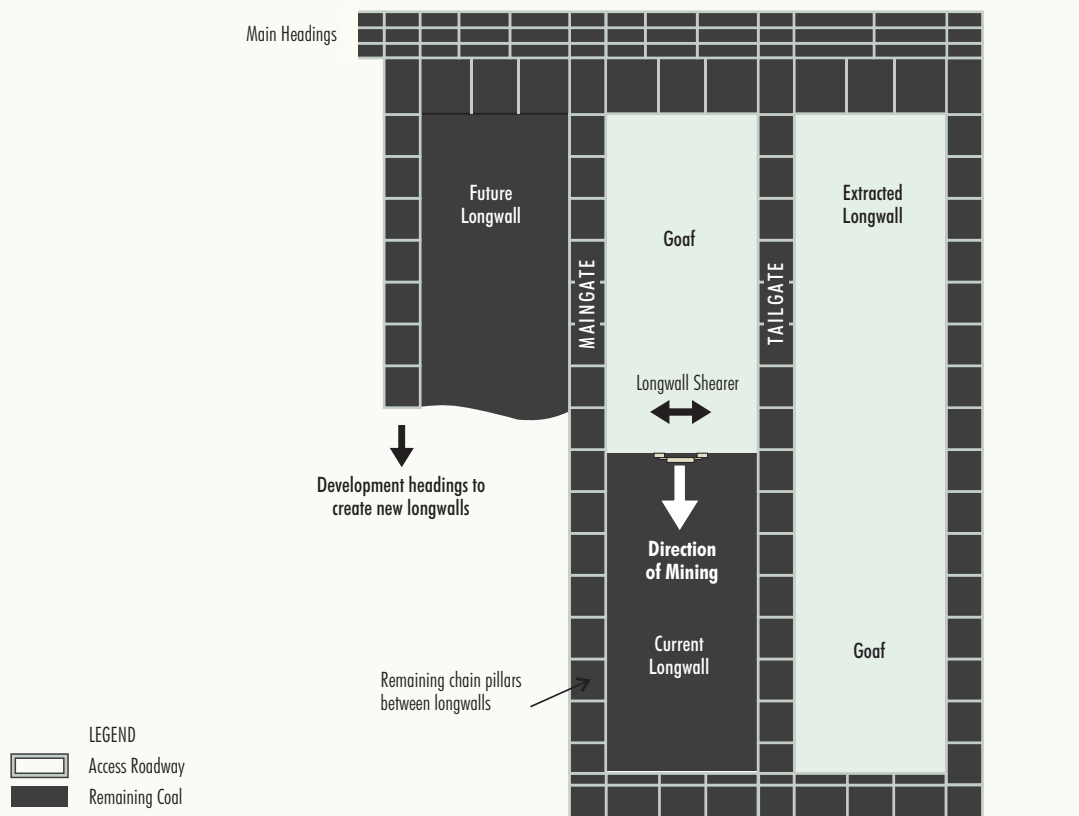 Main Headings
Future
Longwall
Extracted
Longwall
Goaf
MAINGATE
TAILGATE
Longwall Shearer
Development headings to
create new longwalls
Direction
of Mining
Current
Longwall
Goaf
Remaining chain pillars
between longwalls
LEGEND
Access Roadway
Remaining Coal